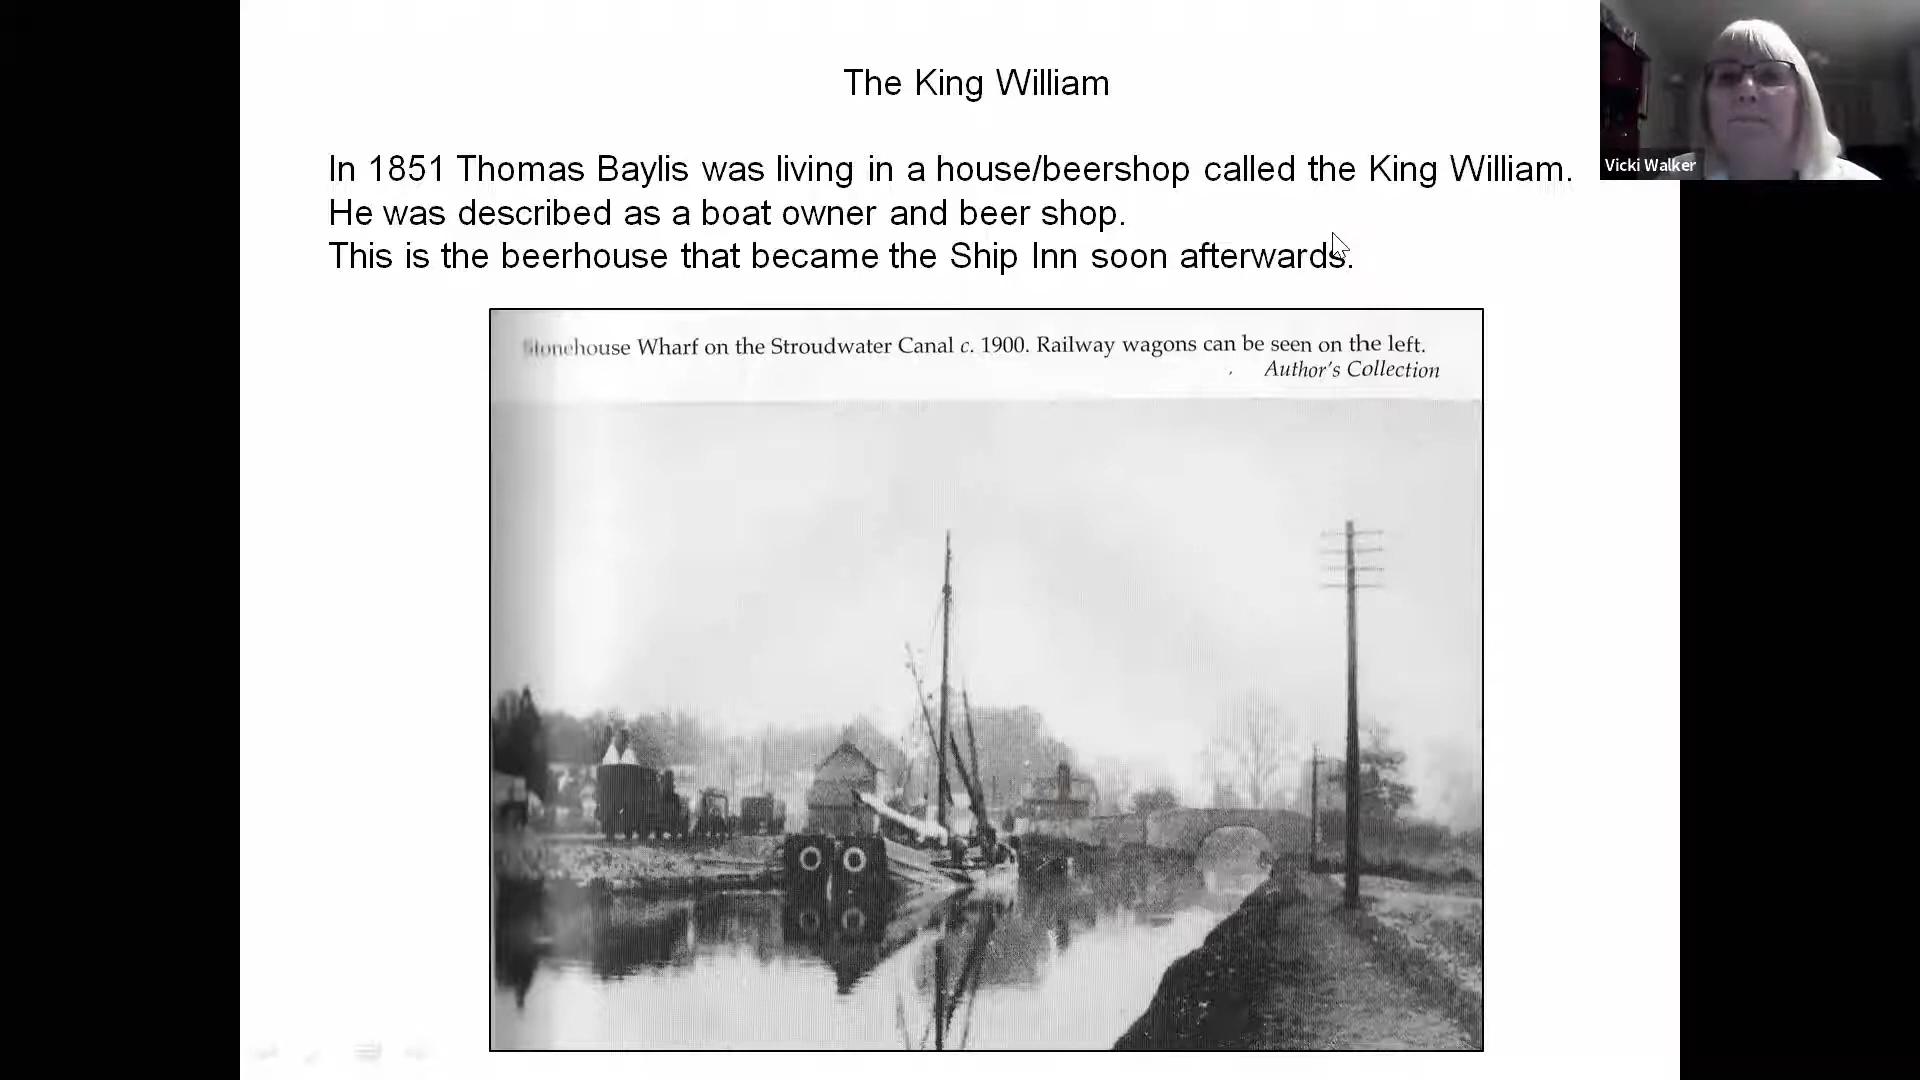 The King William
In 1851 Thomas Baylis was living in a house/beershop called the King William.
He was described as a boat owner and beer shop.
This is the beerhouse that became the Ship Inn soon afterwards.
Stonehouse Wharf on the Stroudwater Canal c. 1900. Railway wagons can be seen on the left.
Author's Collection
Vicki Walker